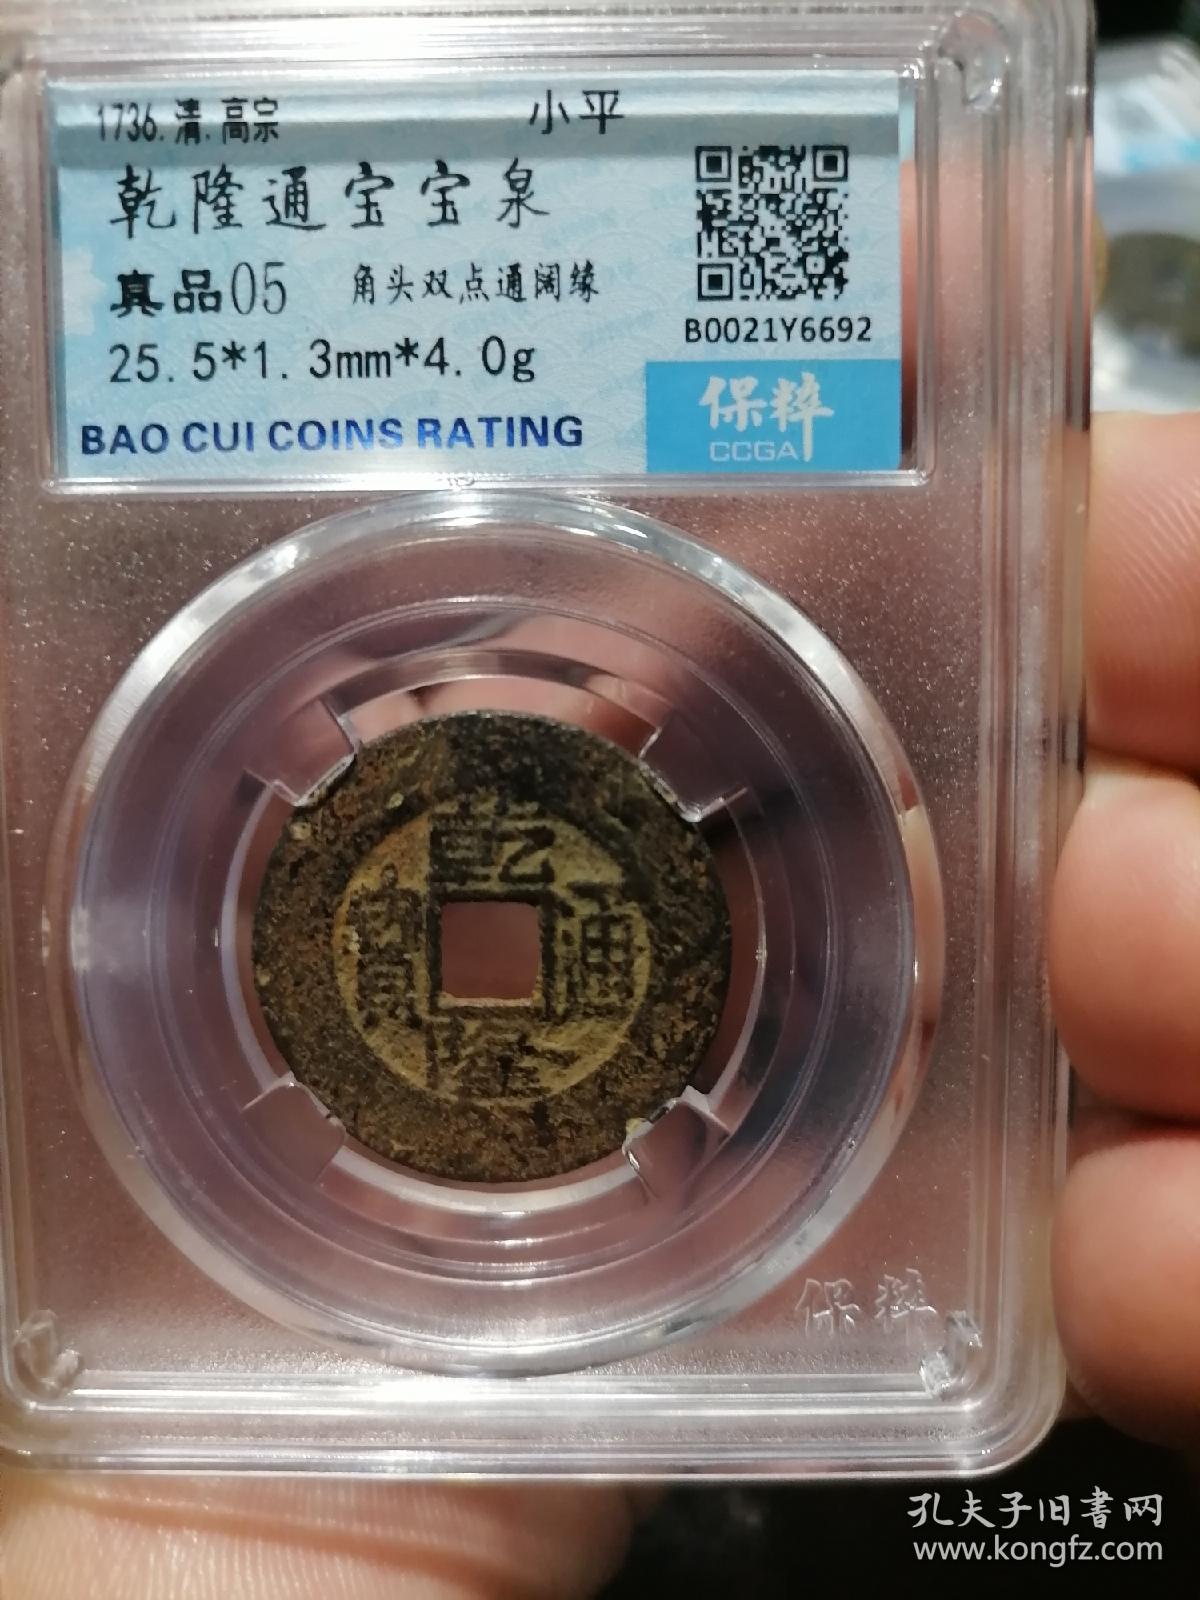 1736.清.高宗
小平
乾隆通宝宝泉
真品05 角头双点通阔缘
25.5*1.3mm*4.0g
B0021Y6692
BAO CUI COINS RATING
保粹
CCGA
乾
寶 通
隆
保粹
孔夫子旧書网
www.kongfz.com